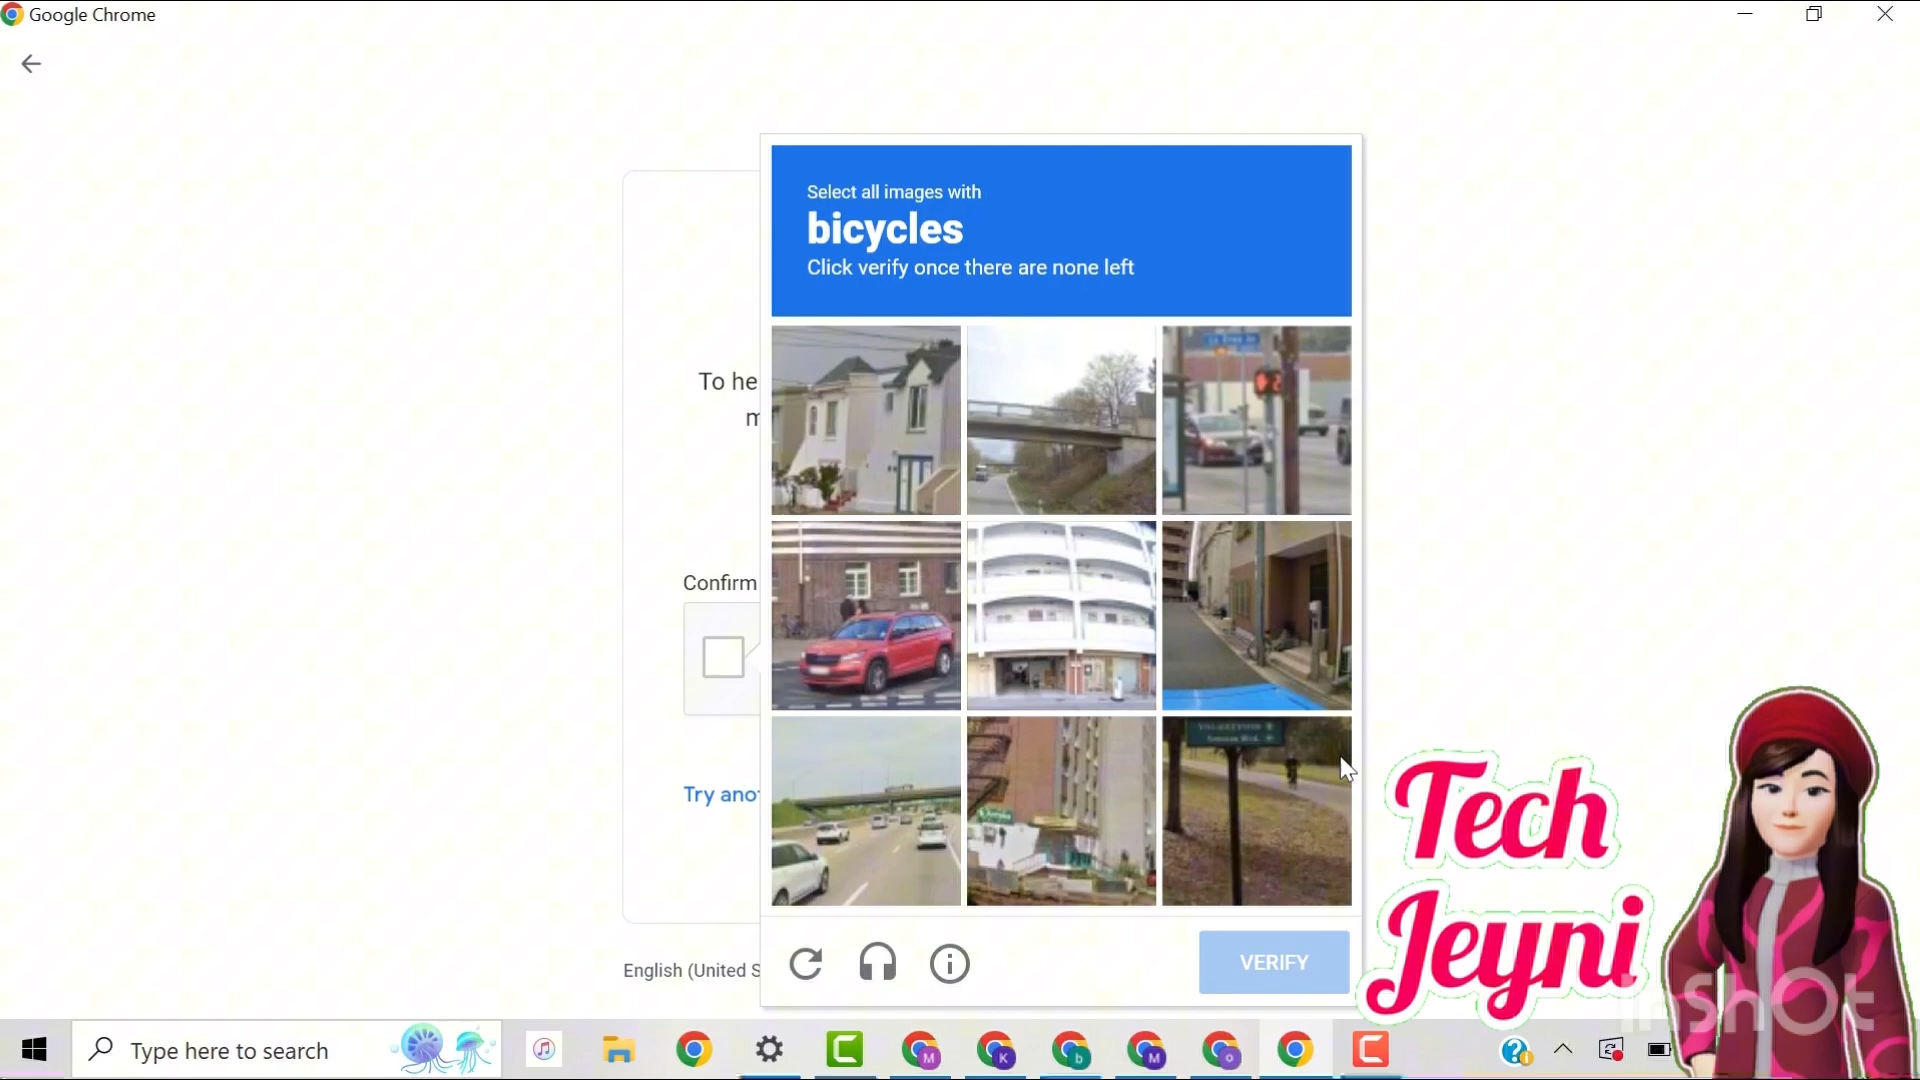 Google Chrome
Select all images with
bicycles
Click verify once there are none left
To he
m
Confirm
Try ano
English (United S
VERIFY
Tech
Jeyni
InShOt
Type here to search
M
K
b
M
o